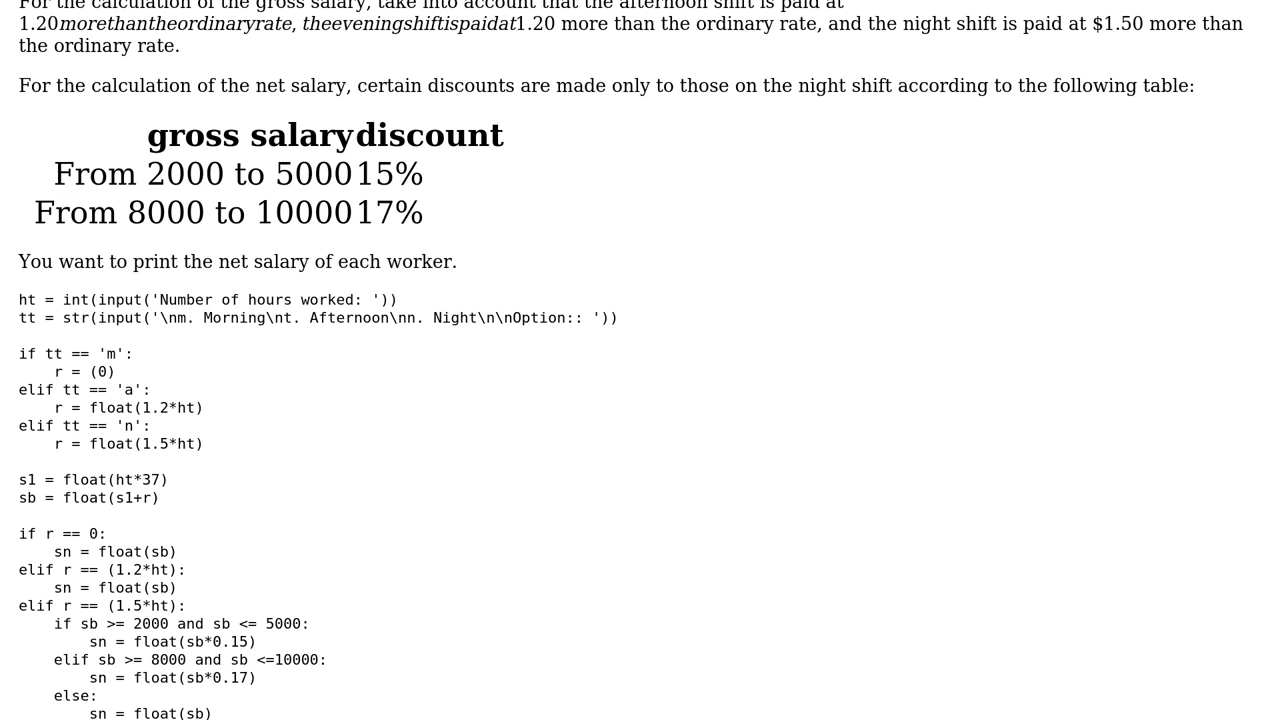 For the calculation of the gross salary, take into account that the afternoon shift is paid at
1.20morethantheordinaryrate, theeveningshiftispaidat1.20 more than the ordinary rate, and the night shift is paid at $1.50 more than
the ordinary rate.
For the calculation of the net salary, certain discounts are made only to those on the night shift according to the following table:
gross salary discount
From 2000 to 5000 15%
From 8000 to 10000 17%
You want to print the net salary of each worker.
ht = int(input('Number of hours worked: '))
tt = str(input('\nm. Morning\nt. Afternoon\nn. Night\n\nOption:: '))
if tt == 'm':
    r = (0)
elif tt == 'a':
    r = float(1.2*ht)
elif tt == 'n':
    r = float(1.5*ht)
s1 = float(ht*37)
sb = float(s1+r)
if r == 0:
    sn = float(sb)
elif r == (1.2*ht):
    sn = float(sb)
elif r == (1.5*ht):
    if sb >= 2000 and sb <= 5000:
        sn = float(sb*0.15)
    elif sb >= 8000 and sb <=10000:
        sn = float(sb*0.17)
    else:
        sn = float(sb)